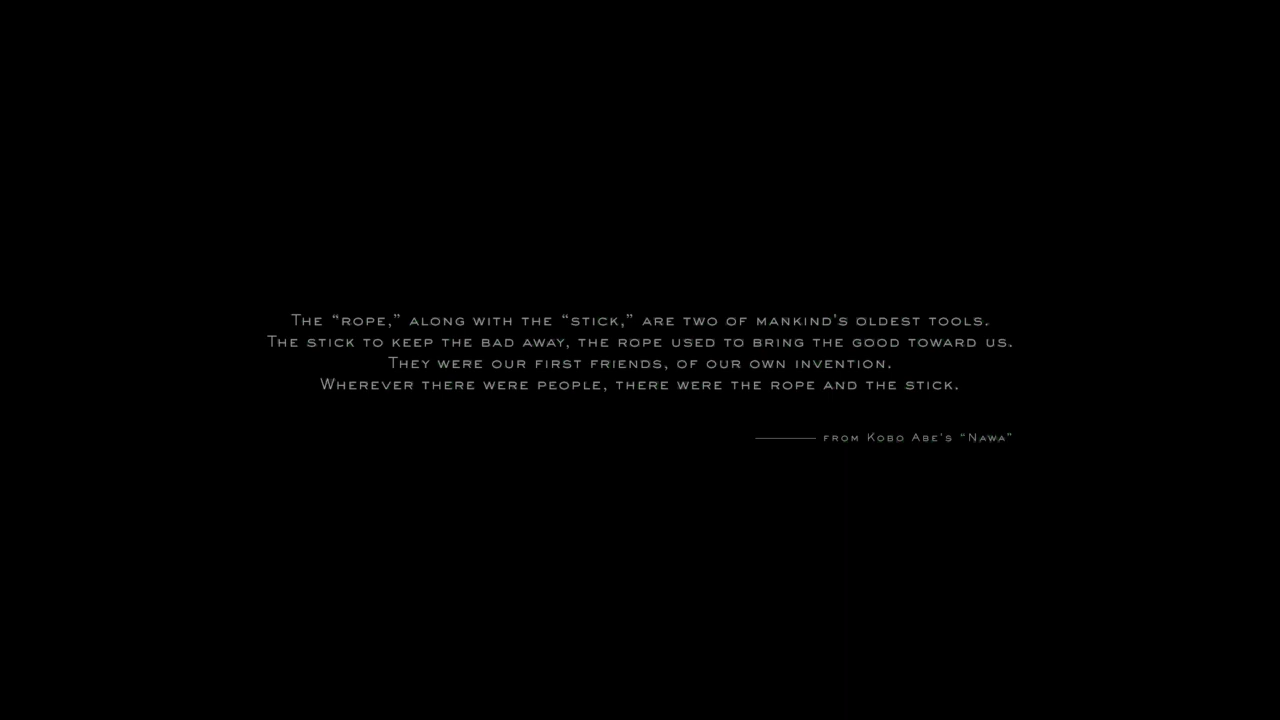 The “rope,” along with the “stick,” are two of mankind's oldest tools.
The stick to keep the bad away, the rope used to bring the good toward us.
They were our first friends, of our own invention.
Wherever there were people, there were the rope and the stick.
from Kobo Abe's “Nawa”